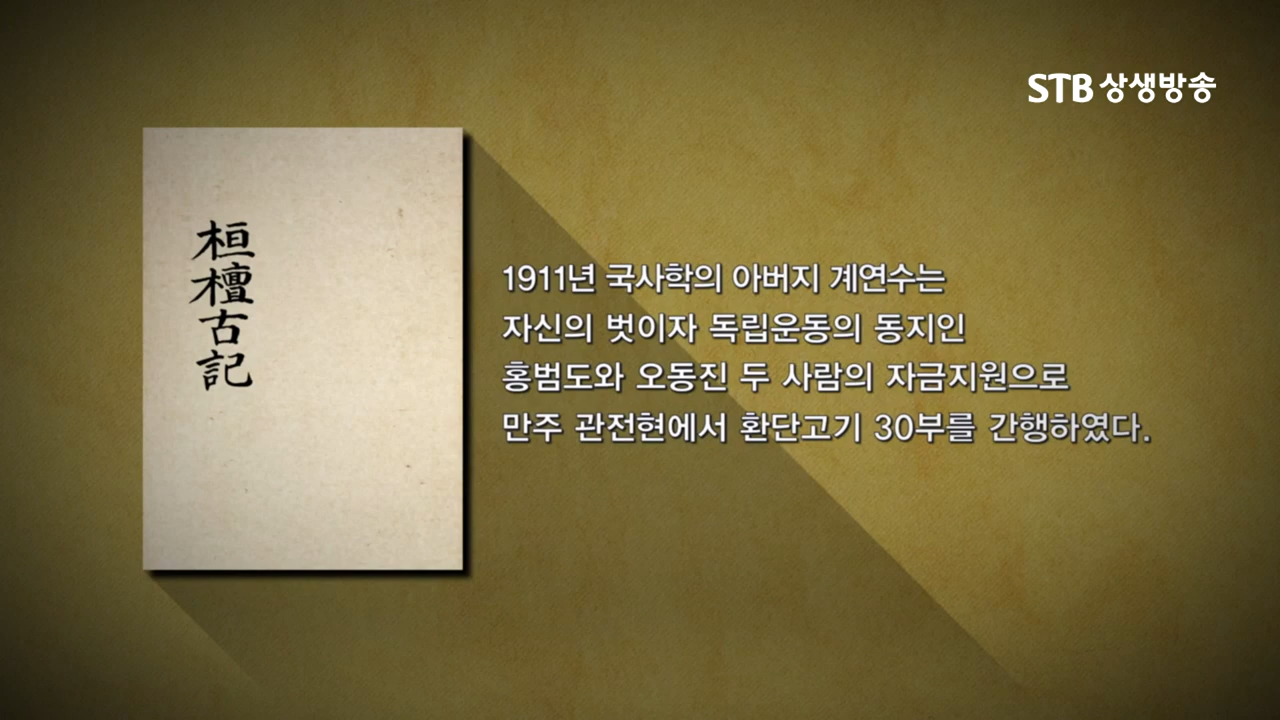 STB 상생방송
桓檀古記
1911년 국사학의 아버지 계연수는
자신의 벗이자 독립운동의 동지인
홍범도와 오동진 두 사람의 자금지원으로
만주 관전현에서 환단고기 30부를 간행하였다.